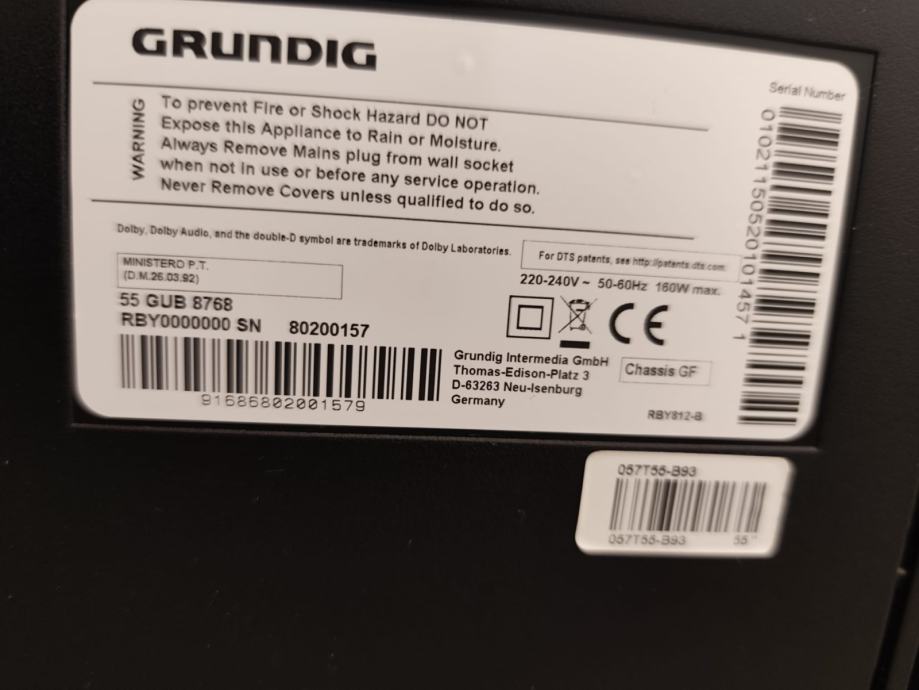 GRUNDIG
WARNING
To prevent Fire or Shock Hazard DO NOT
Expose this Appliance to Rain or Moisture.
Always Remove Mains plug from wall socket
when not in use or before any service operation.
Never Remove Covers unless qualified to do so.
Serial Number
01021150520101457 1
Dolby, Dolby Audio, and the double-D symbol are trademarks of Dolby Laboratories.
For DTS patents, see http://patents.dts.com.
MINISTERO P.T.
(D.M.26.03.92)
220-240V ~ 50-60Hz 160W max.
55 GUB 8768
RBY0000000 SN 80200157
CE
91686802001579
Grundig Intermedia GmbH
Thomas-Edison-Platz 3
D-63263 Neu-Isenburg
Germany
Chassis GF
RBY812-B
057T55-B93
057T55-B93 55"